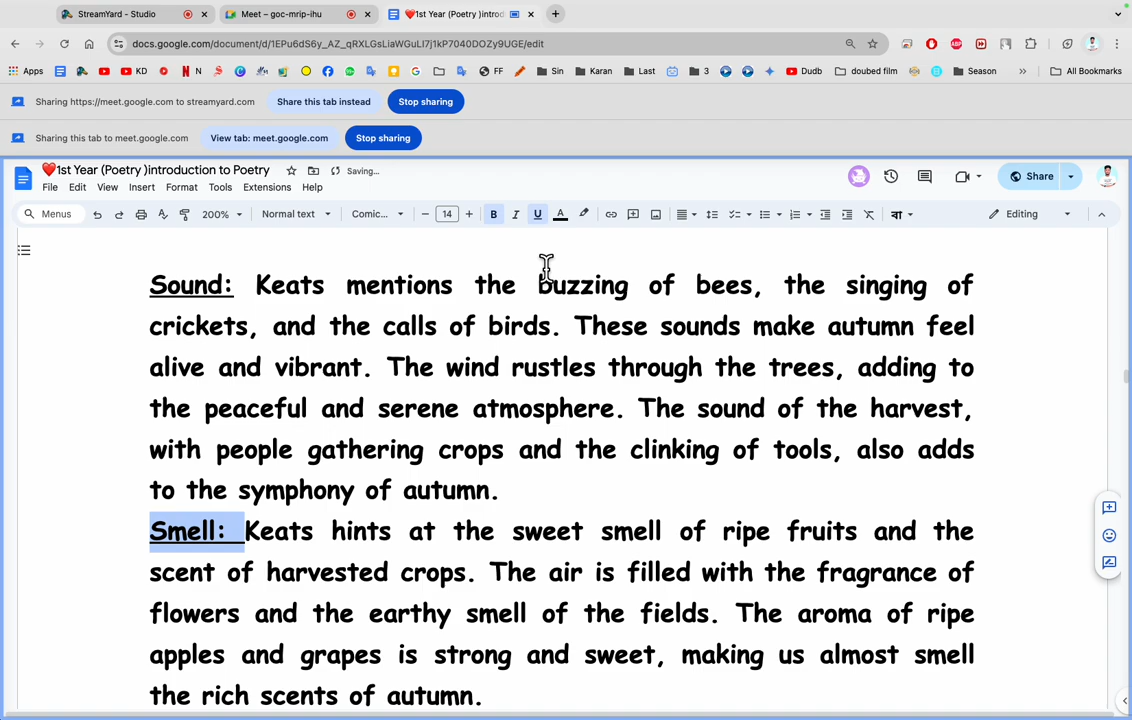 StreamYard - Studio
Meet – goc-mrip-ihu
❤️1st Year (Poetry )introd
docs.google.com/document/d/1EPu6dS6y_AZ_qRXLGsLiaWGuLI7j1kP7040DOZy9UGE/edit
Apps KD N FF Sin Karan Last 3 Dudb doubed film Season » All Bookmarks
Sharing https://meet.google.com to streamyard.com Share this tab instead Stop sharing
Sharing this tab to meet.google.com View tab: meet.google.com Stop sharing
❤️1st Year (Poetry )introduction to Poetry Saving...
File Edit View Insert Format Tools Extensions Help
Share
Menus 200% Normal text Comic... 14 B I U A বা Editing
Sound: Keats mentions the buzzing of bees, the singing of
crickets, and the calls of birds. These sounds make autumn feel
alive and vibrant. The wind rustles through the trees, adding to
the peaceful and serene atmosphere. The sound of the harvest,
with people gathering crops and the clinking of tools, also adds
to the symphony of autumn.
Smell: Keats hints at the sweet smell of ripe fruits and the
scent of harvested crops. The air is filled with the fragrance of
flowers and the earthy smell of the fields. The aroma of ripe
apples and grapes is strong and sweet, making us almost smell
the rich scents of autumn.